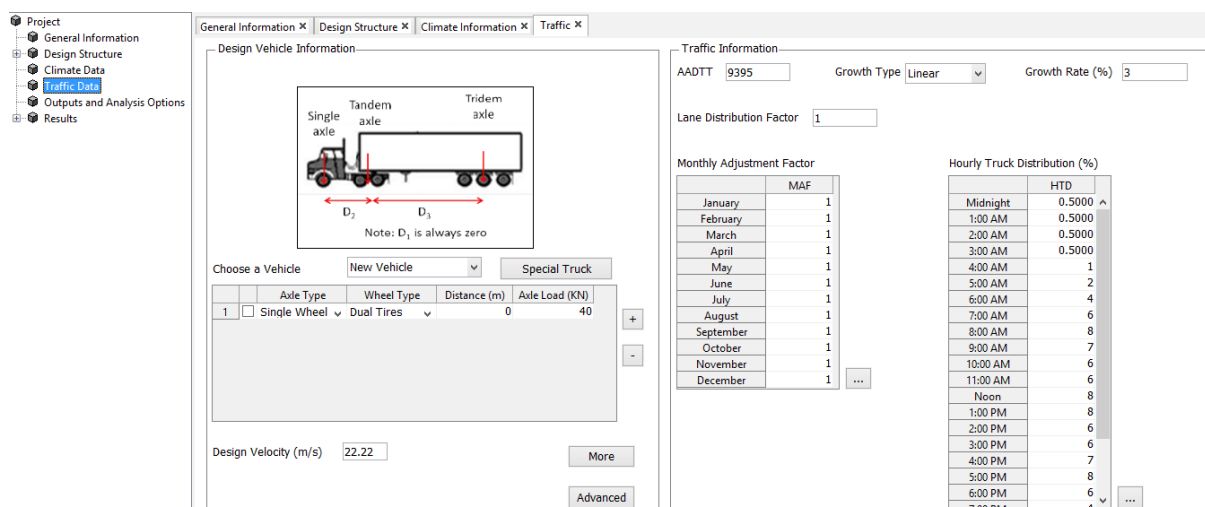 Project
General Information
Design Structure
Climate Data
Traffic Data
Outputs and Analysis Options
Results
General Information × Design Structure × Climate Information × Traffic ×
Design Vehicle Information
Single axle
Tandem axle
Tridem axle
D2 D3
Note: D1 is always zero
Choose a Vehicle New Vehicle Special Truck
Axle Type Wheel Type Distance (m) Axle Load (KN)
1 Single Wheel Dual Tires 0 40
+
-
Design Velocity (m/s) 22.22
More
Advanced
Traffic Information
AADTT 9395 Growth Type Linear Growth Rate (%) 3
Lane Distribution Factor 1
Monthly Adjustment Factor
MAF
January 1
February 1
March 1
April 1
May 1
June 1
July 1
August 1
September 1
October 1
November 1
December 1
...
Hourly Truck Distribution (%)
HTD
Midnight 0.5000
1:00 AM 0.5000
2:00 AM 0.5000
3:00 AM 0.5000
4:00 AM 1
5:00 AM 2
6:00 AM 4
7:00 AM 6
8:00 AM 8
9:00 AM 7
10:00 AM 6
11:00 AM 6
Noon 8
1:00 PM 8
2:00 PM 6
3:00 PM 6
4:00 PM 7
5:00 PM 8
6:00 PM 6
...